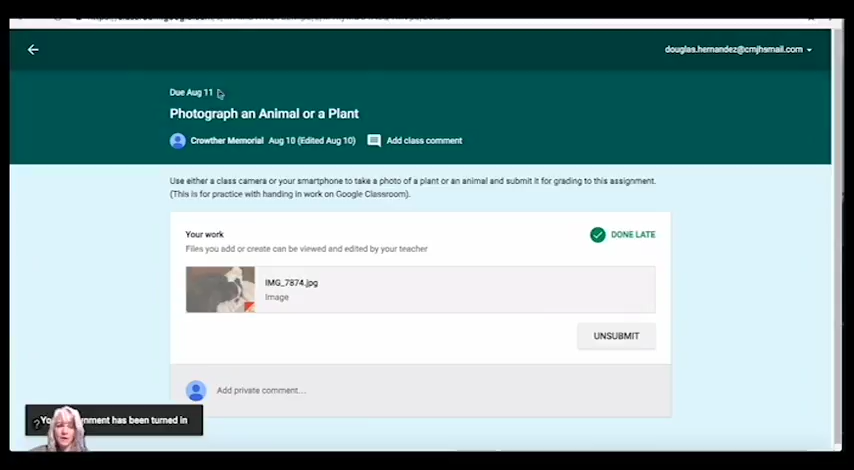 douglas.hernandez@cmjhsmail.com
Due Aug 11
Photograph an Animal or a Plant
Crowther Memorial Aug 10 (Edited Aug 10) Add class comment
Use either a class camera or your smartphone to take a photo of a plant or an animal and submit it for grading to this assignment.
(This is for practice with handing in work on Google Classroom).
Your work
DONE LATE
Files you add or create can be viewed and edited by your teacher
IMG_7874.jpg
Image
UNSUBMIT
Add private comment...
has been turned in